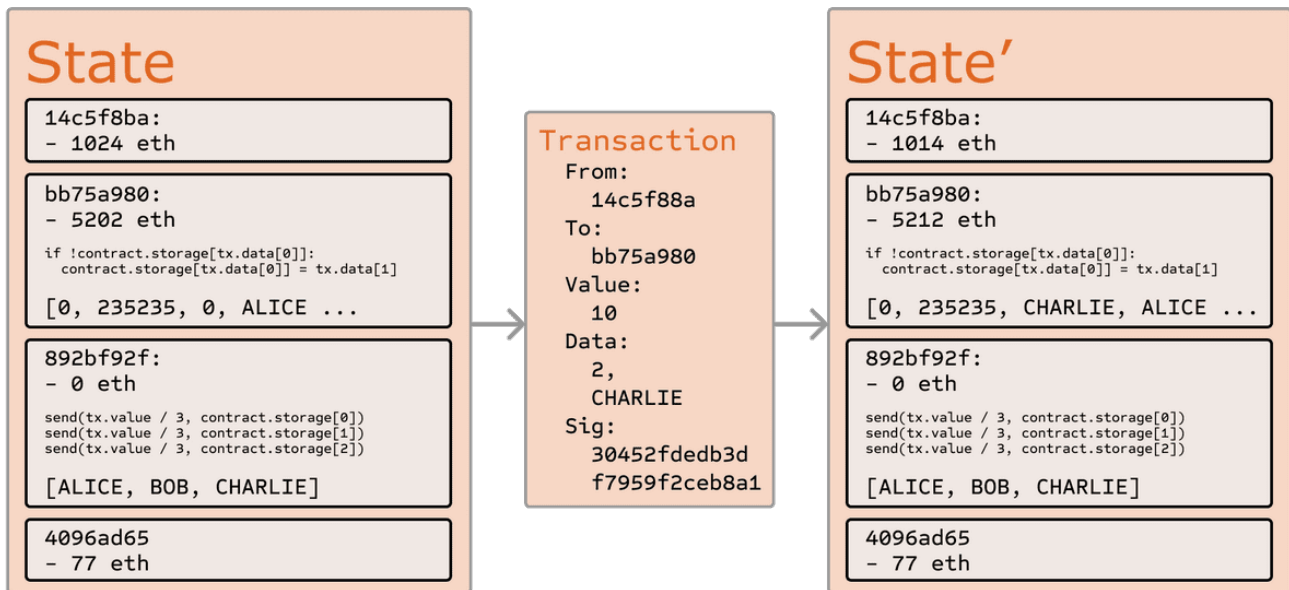 State
14c5f8ba:
- 1024 eth
bb75a980:
- 5202 eth
if !contract.storage[tx.data[0]]:
contract.storage[tx.data[0]] = tx.data[1]
[0, 235235, 0, ALICE ...
892bf92f:
- 0 eth
send(tx.value / 3, contract.storage[0])
send(tx.value / 3, contract.storage[1])
send(tx.value / 3, contract.storage[2])
[ALICE, BOB, CHARLIE]
4096ad65
- 77 eth
Transaction
From:
14c5f88a
To:
bb75a980
Value:
10
Data:
2,
CHARLIE
Sig:
30452fdedb3d
f7959f2ceb8a1
State′
14c5f8ba:
- 1014 eth
bb75a980:
- 5212 eth
if !contract.storage[tx.data[0]]:
contract.storage[tx.data[0]] = tx.data[1]
[0, 235235, CHARLIE, ALICE ...
892bf92f:
- 0 eth
send(tx.value / 3, contract.storage[0])
send(tx.value / 3, contract.storage[1])
send(tx.value / 3, contract.storage[2])
[ALICE, BOB, CHARLIE]
4096ad65
- 77 eth